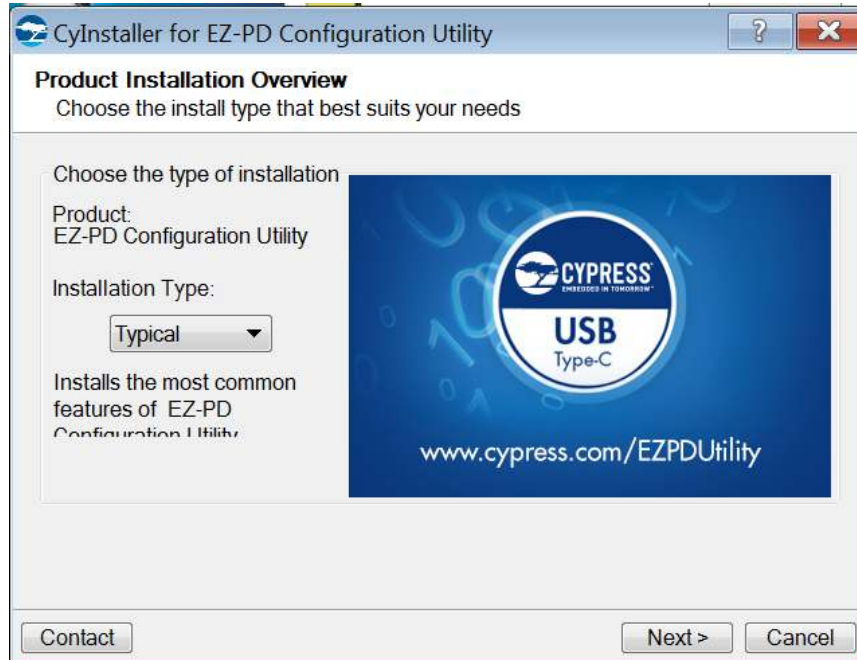 CyInstaller for EZ-PD Configuration Utility
Product Installation Overview
Choose the install type that best suits your needs
Choose the type of installation
Product:
EZ-PD Configuration Utility
Installation Type:
Typical
Installs the most common
features of EZ-PD
Configuration Utility
CYPRESS
EMBEDDED IN TOMORROW
USB
Type-C
www.cypress.com/EZPDUtility
Contact
Next >
Cancel